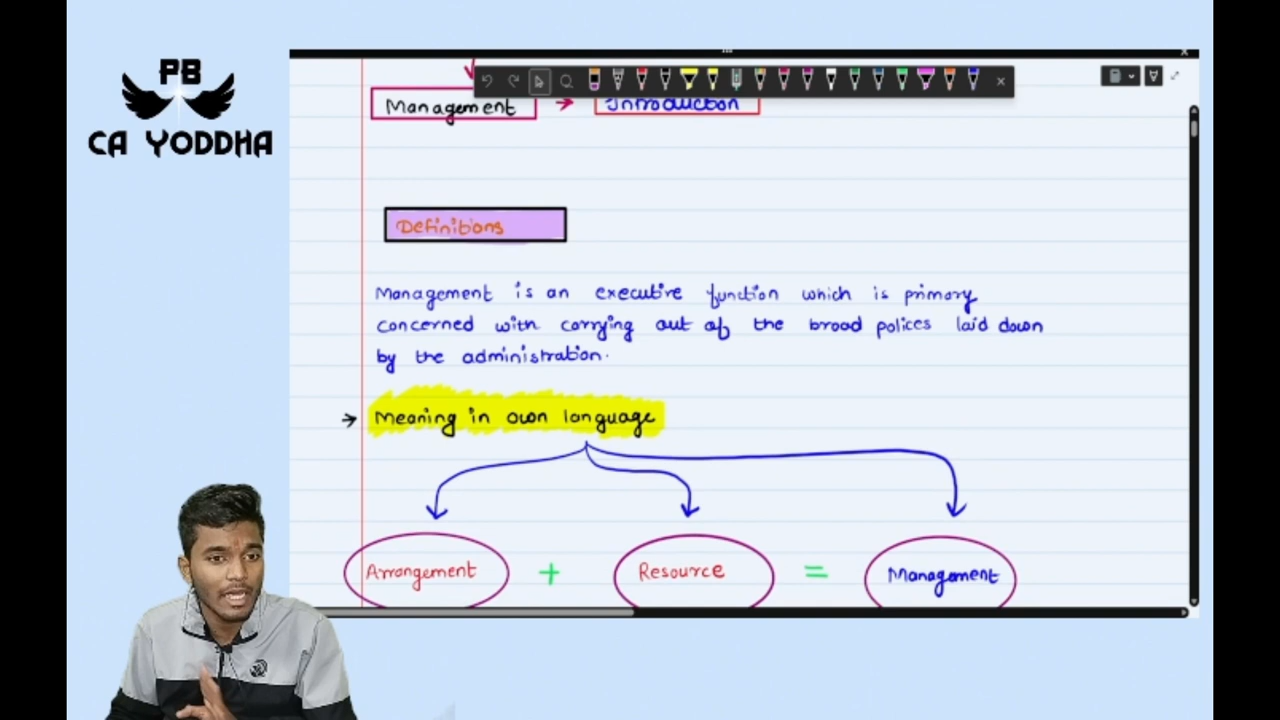 PB
CA YODDHA
Management → Introduction
Definitions
Management is an executive function which is primary
concerned with carrying out of the broad polices laid down
by the administration.
→ Meaning in own language
Arrangement + Resource = Management